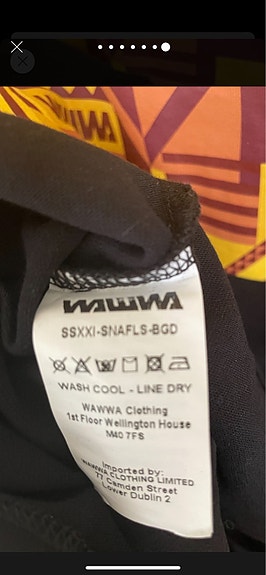 WAWWA
WAWWA
SSXXI-SNAFLS-BGD
WASH COOL - LINE DRY
WAWWA Clothing
1st Floor Wellington House
M40 7FS
Imported by:
WAWWA CLOTHING LIMITED
77 Camden Street
Lower Dublin 2